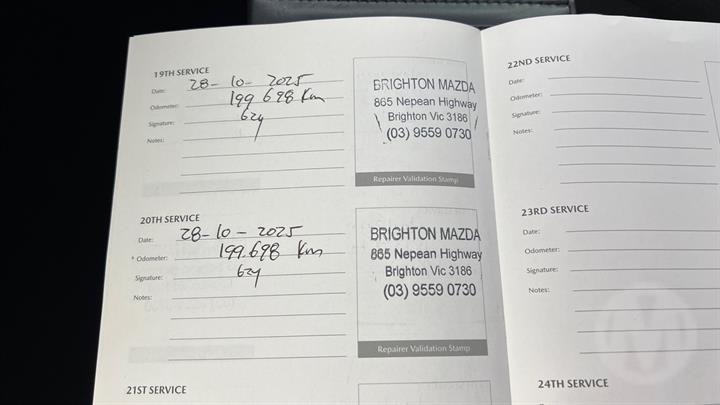 19TH SERVICE
Date: 28-10-2025
Odometer: 199 698 Km
Signature:
Notes:
BRIGHTON MAZDA
865 Nepean Highway
Brighton Vic 3186
(03) 9559 0730
Repairer Validation Stamp
20TH SERVICE
Date: 28-10-2025
Odometer: 199.698 Km
Signature:
Notes:
BRIGHTON MAZDA
865 Nepean Highway
Brighton Vic 3186
(03) 9559 0730
Repairer Validation Stamp
21ST SERVICE
22ND SERVICE
Date:
Odometer:
Signature:
Notes:
23RD SERVICE
Date:
Odometer:
Signature:
Notes:
24TH SERVICE